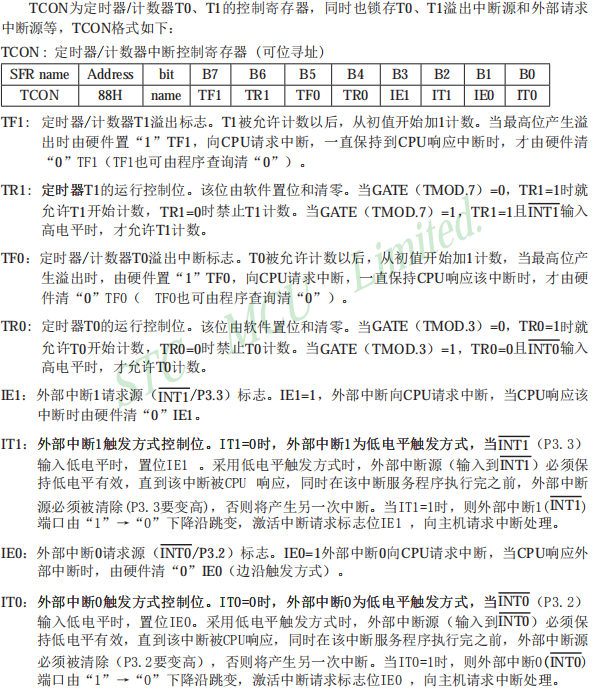 TCON为定时器/计数器T0、T1的控制寄存器，同时也锁存T0、T1溢出中断源和外部请求
中断源等，TCON格式如下：
TCON : 定时器/计数器中断控制寄存器（可位寻址）
SFR name Address bit B7 B6 B5 B4 B3 B2 B1 B0
TCON 88H name TF1 TR1 TF0 TR0 IE1 IT1 IE0 IT0
TF1: 定时器/计数器T1溢出标志。T1被允许计数以后，从初值开始加1计数。当最高位产生溢
出时由硬件置“1”TF1，向CPU请求中断，一直保持到CPU响应中断时，才由硬件清
“0”TF1（TF1也可由程序查询清“0”）。
TR1: 定时器T1的运行控制位。该位由软件置位和清零。当GATE（TMOD.7）=0，TR1=1时就
允许T1开始计数，TR1=0时禁止T1计数。当GATE（TMOD.7）=1，TR1=1且INT1输入
高电平时，才允许T1计数。
TF0: 定时器/计数器T0溢出中断标志。T0被允许计数以后，从初值开始加1计数，当最高位产
生溢出时，由硬件置“1”TF0，向CPU请求中断，一直保持CPU响应该中断时，才由硬
件清“0”TF0（ TF0也可由程序查询清“0”）。
TR0: 定时器T0的运行控制位。该位由软件置位和清零。当GATE（TMOD.3）=0，TR0=1时就
允许T0开始计数，TR0=0时禁止T0计数。当GATE（TMOD.3）=1，TR0=0且INT0输入
高电平时，才允许T0计数。
IE1: 外部中断1请求源（INT1/P3.3）标志。IE1=1，外部中断向CPU请求中断，当CPU响应该
中断时由硬件清“0”IE1。
IT1: 外部中断1触发方式控制位。IT1=0时，外部中断1为低电平触发方式，当INT1（P3.3）
输入低电平时，置位IE1 。采用低电平触发方式时，外部中断源（输入到INT1）必须保
持低电平有效，直到该中断被CPU 响应，同时在该中断服务程序执行完之前，外部中断
源必须被清除(P3.3要变高)，否则将产生另一次中断。当IT1=1时，则外部中断1(INT1)
端口由“1”→“0”下降沿跳变，激活中断请求标志位IE1 ，向主机请求中断处理。
IE0: 外部中断0请求源（INT0/P3.2）标志。IE0=1外部中断0向CPU请求中断，当CPU响应外
部中断时，由硬件清“0”IE0（边沿触发方式）。
IT0: 外部中断0触发方式控制位。IT0=0时，外部中断0为低电平触发方式，当INT0（P3.2）
输入低电平时，置位IE0。采用低电平触发方式时，外部中断源（输入到INT0）必须保
持低电平有效，直到该中断被CPU响应，同时在该中断服务程序执行完之前，外部中断源
必须被清除（P3.2要变高），否则将产生另一次中断。当IT0=1时，则外部中断0(INT0)
端口由“1”→“0”下降沿跳变，激活中断请求标志位IE0 ，向主机请求中断处理。
STC MCU Limited.